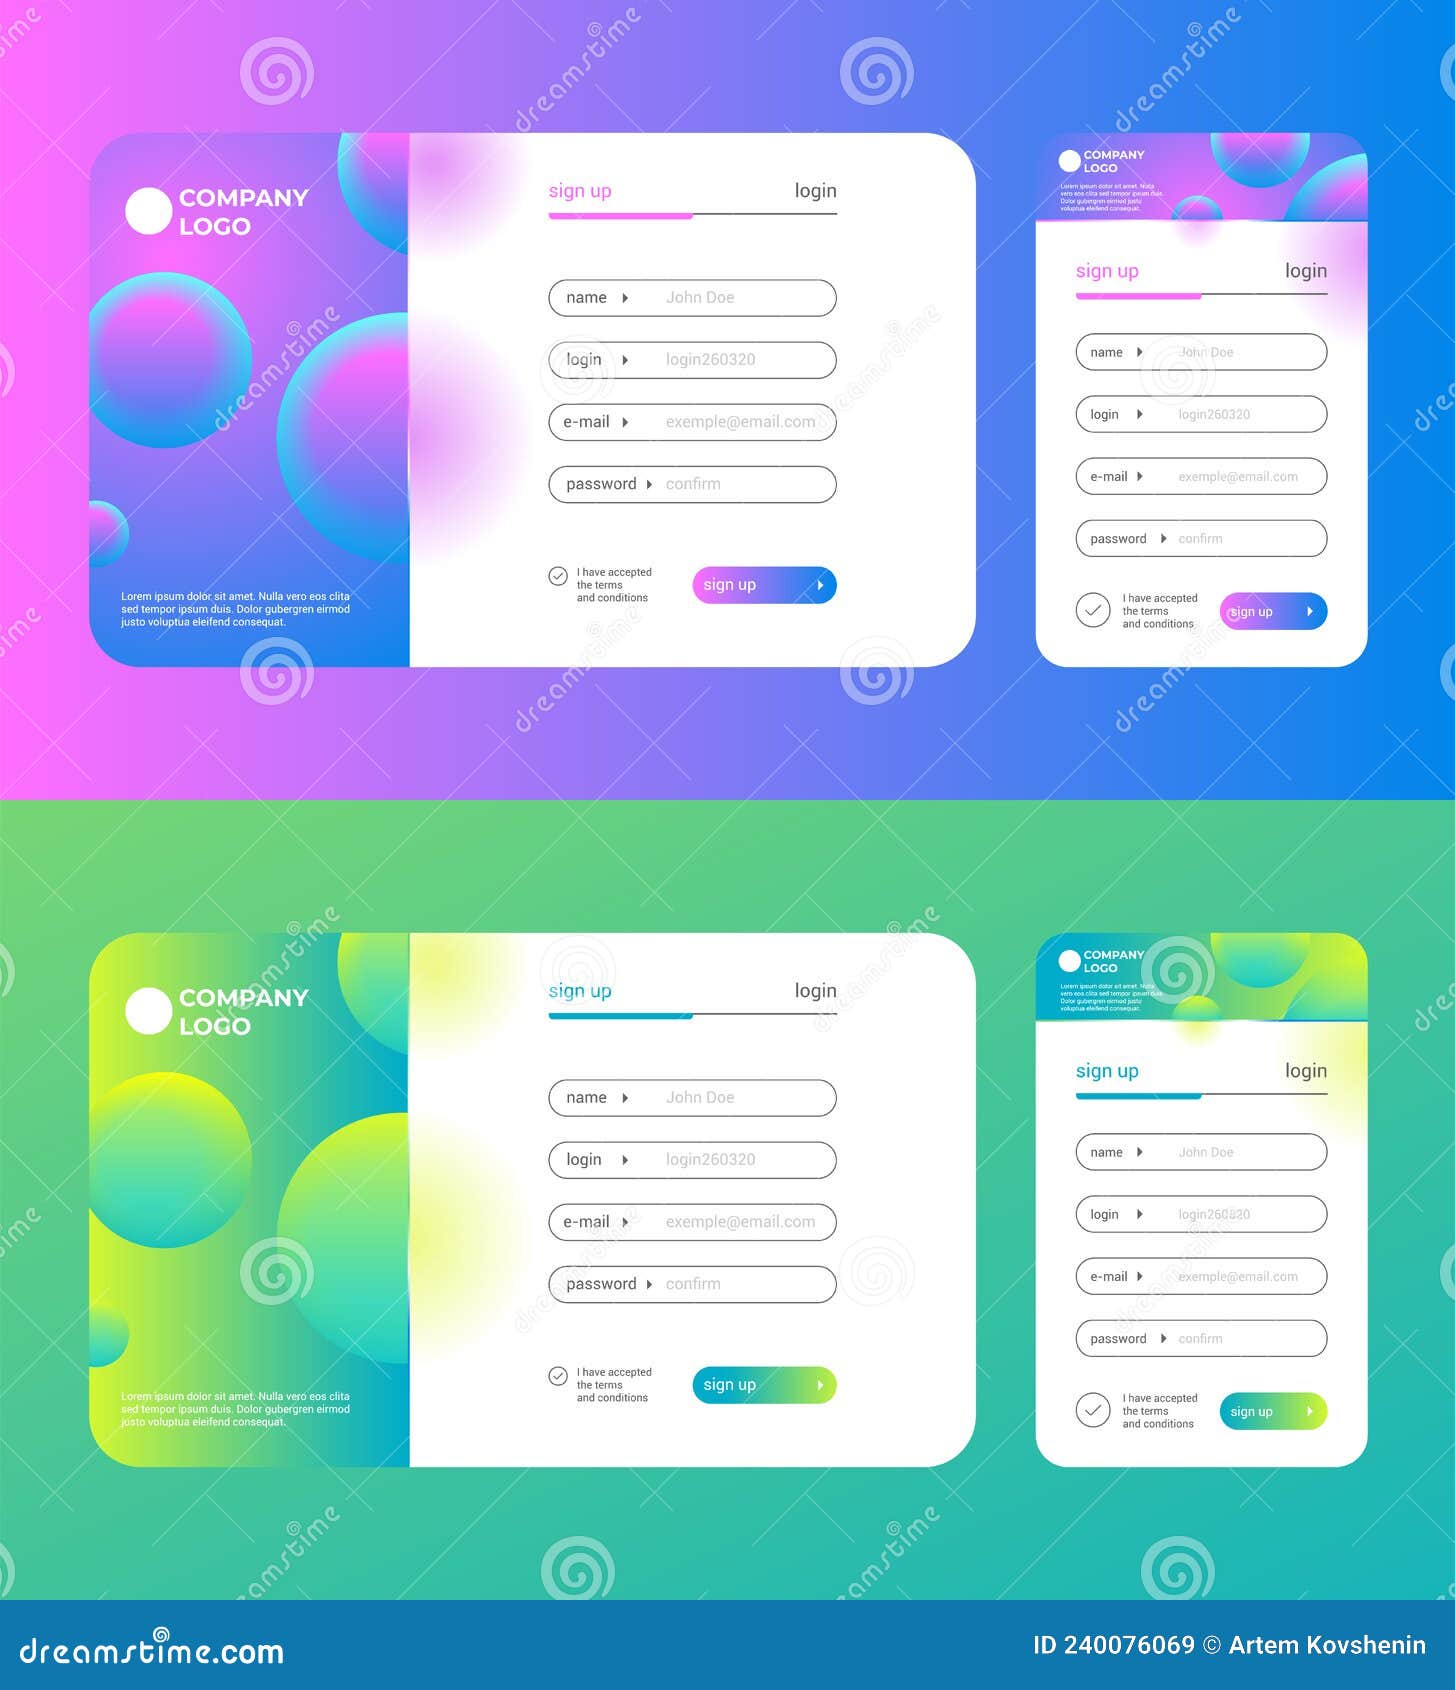 COMPANY
LOGO
Lorem ipsum dolor sit amet. Nulla vero eos clita
sed tempor ipsum duis. Dolor gubergren eirmod
justo voluptua eleifend consequat.
sign up login
name John Doe
login login260320
e-mail exemple@email.com
password confirm
I have accepted
the terms
and conditions
sign up
COMPANY
LOGO
Lorem ipsum dolor sit amet. Nulla
vero eos clita sed tempor ipsum duis.
Dolor gubergren eirmod justo
voluptua eleifend consequat.
sign up login
name John Doe
login login260320
e-mail exemple@email.com
password confirm
I have accepted
the terms
and conditions
sign up
COMPANY
LOGO
Lorem ipsum dolor sit amet. Nulla vero eos clita
sed tempor ipsum duis. Dolor gubergren eirmod
justo voluptua eleifend consequat.
sign up login
name John Doe
login login260320
e-mail exemple@email.com
password confirm
I have accepted
the terms
and conditions
sign up
COMPANY
LOGO
Lorem ipsum dolor sit amet. Nulla
vero eos clita sed tempor ipsum duis.
Dolor gubergren eirmod justo
voluptua eleifend consequat.
sign up login
name John Doe
login login260320
e-mail exemple@email.com
password confirm
I have accepted
the terms
and conditions
sign up
dreamstime
dreamstime.com
ID 240076069 © Artem Kovshenin